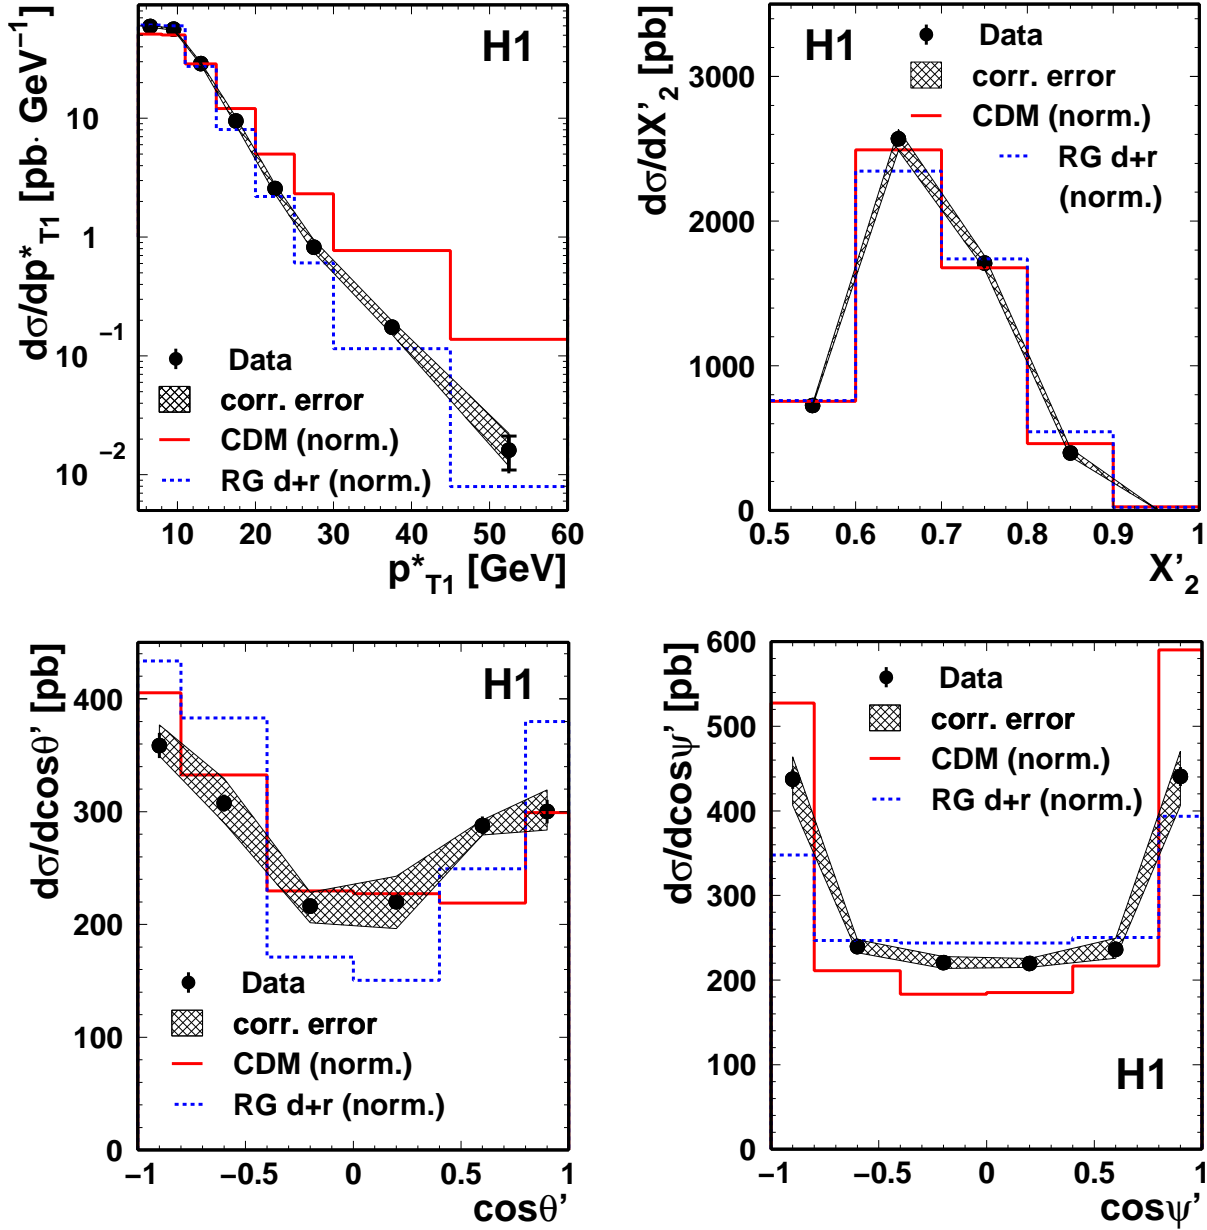 dσ/dp*T1 [pb· GeV−1]
H1
10
1
10−1
10−2
Data
corr. error
CDM (norm.)
RG d+r (norm.)
10 20 30 40 50 60
p*T1 [GeV]
dσ/dX’2 [pb]
H1
Data
corr. error
CDM (norm.)
RG d+r
(norm.)
3000
2000
1000
0
0.5 0.6 0.7 0.8 0.9 1
X’2
dσ/dcosθ’ [pb]
H1
400
300
200
100
0
Data
corr. error
CDM (norm.)
RG d+r (norm.)
−1 −0.5 0 0.5 1
cosθ’
dσ/dcosψ’ [pb]
600
500
400
300
200
100
0
Data
corr. error
CDM (norm.)
RG d+r (norm.)
H1
−1 −0.5 0 0.5 1
cosψ’